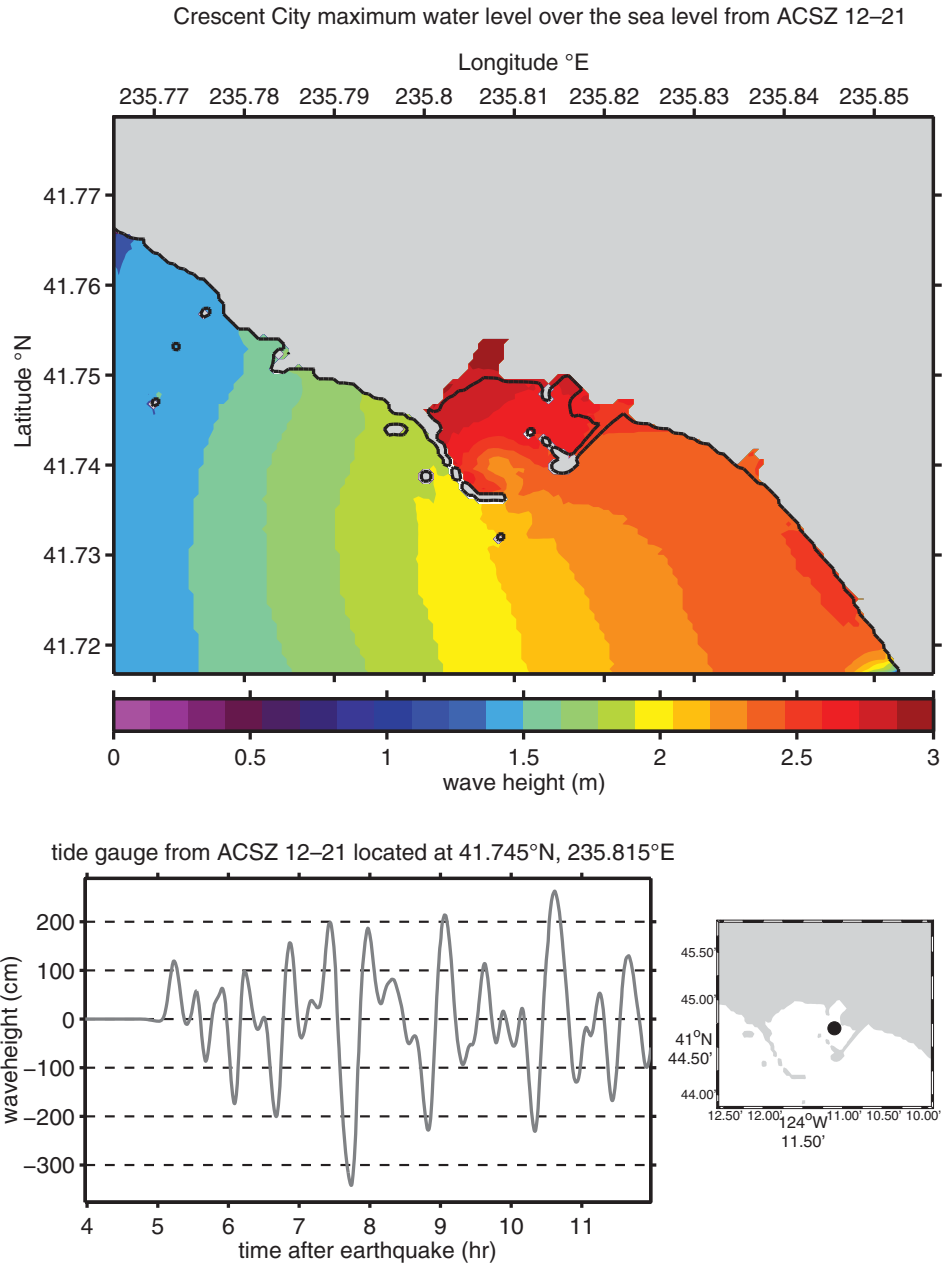 Crescent City maximum water level over the sea level from ACSZ 12–21
Longitude °E
235.77 235.78 235.79 235.8 235.81 235.82 235.83 235.84 235.85
Latitude °N
41.77
41.76
41.75
41.74
41.73
41.72
0 0.5 1 1.5 2 2.5 3
wave height (m)
tide gauge from ACSZ 12–21 located at 41.745°N, 235.815°E
waveheight (cm)
200
100
0
−100
−200
−300
4 5 6 7 8 9 10 11
time after earthquake (hr)
45.50'
45.00'
41°N
44.50'
44.00'
12.50' 12.00' 11.00' 10.50' 10.00'
124°W
11.50'